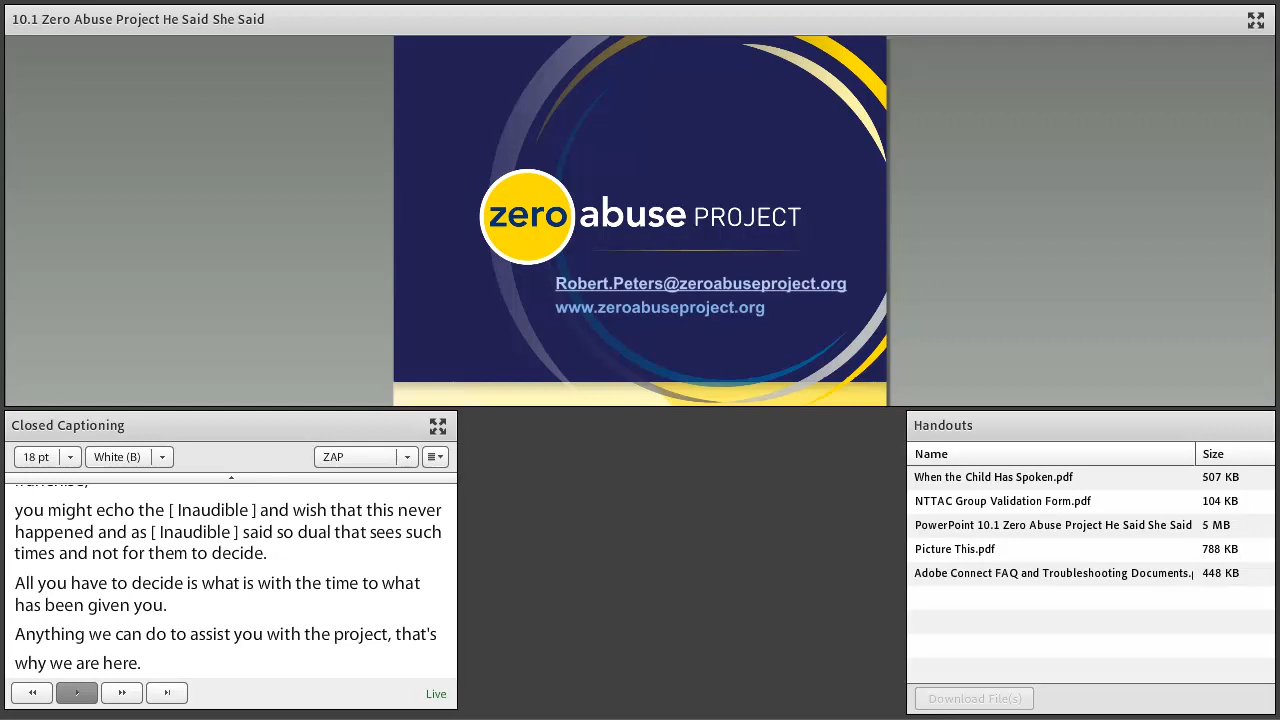 10.1 Zero Abuse Project He Said She Said
zero abuse PROJECT
Robert.Peters@zeroabuseproject.org
www.zeroabuseproject.org
Closed Captioning
18 pt
White (B)
ZAP
you might echo the [ Inaudible ] and wish that this never
happened and as [ Inaudible ] said so dual that sees such
times and not for them to decide.
All you have to decide is what is with the time to what
has been given you.
Anything we can do to assist you with the project, that's
why we are here.
Live
Handouts
Name Size
When the Child Has Spoken.pdf 507 KB
NTTAC Group Validation Form.pdf 104 KB
PowerPoint 10.1 Zero Abuse Project He Said She Said 5 MB
Picture This.pdf 788 KB
Adobe Connect FAQ and Troubleshooting Documents.p 448 KB
Download File(s)